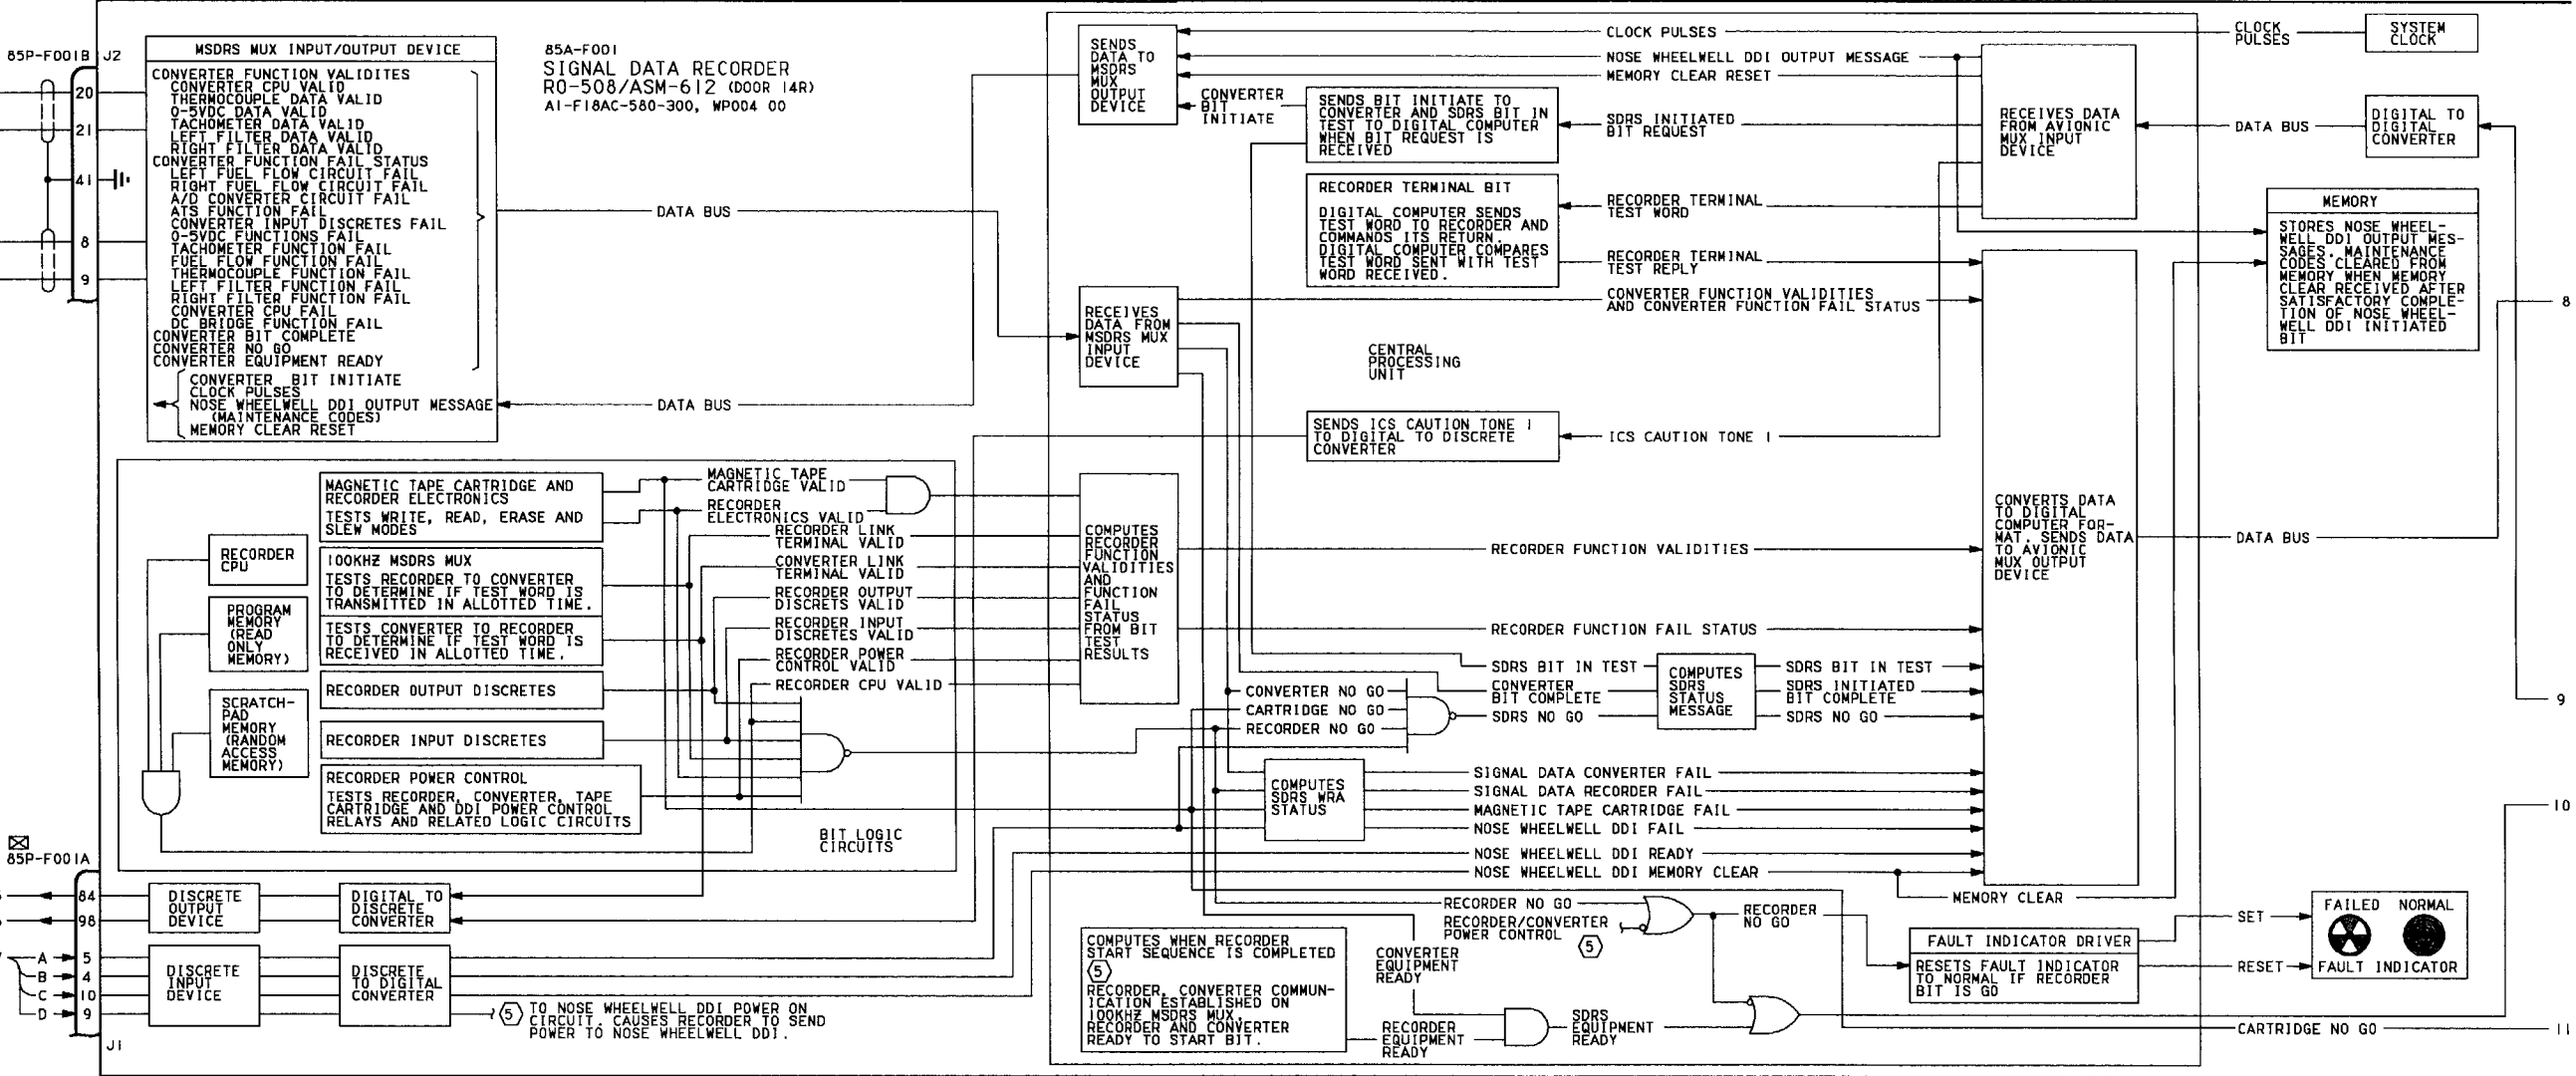 85P-F001B
J2
20
21
41
8
9
MSDRS MUX INPUT/OUTPUT DEVICE
CONVERTER FUNCTION VALIDITES
CONVERTER CPU VALID
THERMOCOUPLE DATA VALID
0-5VDC DATA VALID
TACHOMETER DATA VALID
LEFT FILTER DATA VALID
RIGHT FILTER DATA VALID
CONVERTER FUNCTION FAIL STATUS
LEFT FUEL FLOW CIRCUIT FAIL
RIGHT FUEL FLOW CIRCUIT FAIL
A/D CONVERTER CIRCUIT FAIL
ATS FUNCTION FAIL
CONVERTER INPUT DISCRETES FAIL
0-5VDC FUNCTIONS FAIL
TACHOMETER FUNCTION FAIL
FUEL FLOW FUNCTION FAIL
THERMOCOUPLE FUNCTION FAIL
LEFT FILTER FUNCTION FAIL
RIGHT FILTER FUNCTION FAIL
CONVERTER CPU FAIL
DC BRIDGE FUNCTION FAIL
CONVERTER BIT COMPLETE
CONVERTER NO GO
CONVERTER EQUIPMENT READY
CONVERTER BIT INITIATE
CLOCK PULSES
NOSE WHEELWELL DDI OUTPUT MESSAGE
(MAINTENANCE CODES)
MEMORY CLEAR RESET
85A-F001
SIGNAL DATA RECORDER
RO-508/ASM-612 (DOOR 14R)
A1-F18AC-580-300, WP004 00
DATA BUS
DATA BUS
SENDS
DATA TO
MSDRS
MUX
OUTPUT
DEVICE
CONVERTER
BIT
INITIATE
SENDS BIT INITIATE TO
CONVERTER AND SDRS BIT IN
TEST TO DIGITAL COMPUTER
WHEN BIT REQUEST IS
RECEIVED
RECORDER TERMINAL BIT
DIGITAL COMPUTER SENDS
TEST WORD TO RECORDER AND
COMMANDS ITS RETURN.
DIGITAL COMPUTER COMPARES
TEST WORD SENT WITH TEST
WORD RECEIVED.
CLOCK PULSES
NOSE WHEELWELL DDI OUTPUT MESSAGE
MEMORY CLEAR RESET
SDRS INITIATED
BIT REQUEST
RECORDER TERMINAL
TEST WORD
RECORDER TERMINAL
TEST REPLY
CONVERTER FUNCTION VALIDITIES
AND CONVERTER FUNCTION FAIL STATUS
RECEIVES
DATA FROM
MSDRS MUX
INPUT
DEVICE
CENTRAL
PROCESSING
UNIT
SENDS ICS CAUTION TONE 1
TO DIGITAL TO DISCRETE
CONVERTER
ICS CAUTION TONE 1
RECEIVES DATA
FROM AVIONIC
MUX INPUT
DEVICE
CLOCK
PULSES
SYSTEM
CLOCK
DATA BUS
DIGITAL TO
DIGITAL
CONVERTER
MEMORY
STORES NOSE WHEEL-
WELL DDI OUTPUT MES-
SAGES. MAINTENANCE
CODES CLEARED FROM
MEMORY WHEN MEMORY
CLEAR RECEIVED AFTER
SATISFACTORY COMPLE-
TION OF NOSE WHEEL-
WELL DDI INITIATED
BIT
8
CONVERTS DATA
TO DIGITAL
COMPUTER FOR-
MAT. SENDS DATA
TO AVIONIC
MUX OUTPUT
DEVICE
DATA BUS
9
10
MAGNETIC TAPE CARTRIDGE AND
RECORDER ELECTRONICS
TESTS WRITE, READ, ERASE AND
SLEW MODES
RECORDER
CPU
100KHZ MSDRS MUX
TESTS RECORDER TO CONVERTER
TO DETERMINE IF TEST WORD IS
TRANSMITTED IN ALLOTTED TIME.
TESTS CONVERTER TO RECORDER
TO DETERMINE IF TEST WORD IS
RECEIVED IN ALLOTTED TIME.
PROGRAM
MEMORY
(READ
ONLY
MEMORY)
RECORDER OUTPUT DISCRETES
SCRATCH-
PAD
MEMORY
(RANDOM
ACCESS
MEMORY)
RECORDER INPUT DISCRETES
RECORDER POWER CONTROL
TESTS RECORDER, CONVERTER, TAPE
CARTRIDGE AND DDI POWER CONTROL
RELAYS AND RELATED LOGIC CIRCUITS
MAGNETIC TAPE
CARTRIDGE VALID
RECORDER
ELECTRONICS VALID
RECORDER LINK
TERMINAL VALID
CONVERTER LINK
TERMINAL VALID
RECORDER OUTPUT
DISCRETS VALID
RECORDER INPUT
DISCRETES VALID
RECORDER POWER
CONTROL VALID
RECORDER CPU VALID
BIT LOGIC
CIRCUITS
COMPUTES
RECORDER
FUNCTION
VALIDITIES
AND
FUNCTION
FAIL
STATUS
FROM BIT
TEST
RESULTS
RECORDER FUNCTION VALIDITIES
RECORDER FUNCTION FAIL STATUS
CONVERTER NO GO
CARTRIDGE NO GO
RECORDER NO GO
SDRS BIT IN TEST
CONVERTER
BIT COMPLETE
SDRS NO GO
COMPUTES
SDRS
STATUS
MESSAGE
SDRS BIT IN TEST
SDRS INITIATED
BIT COMPLETE
SDRS NO GO
COMPUTES
SDRS WRA
STATUS
SIGNAL DATA CONVERTER FAIL
SIGNAL DATA RECORDER FAIL
MAGNETIC TAPE CARTRIDGE FAIL
NOSE WHEELWELL DDI FAIL
NOSE WHEELWELL DDI READY
NOSE WHEELWELL DDI MEMORY CLEAR
MEMORY CLEAR
85P-F001A
84
98
A 5
B 4
C 10
D 9
J1
DISCRETE
OUTPUT
DEVICE
DIGITAL TO
DISCRETE
CONVERTER
DISCRETE
INPUT
DEVICE
DISCRETE
TO DIGITAL
CONVERTER
5 TO NOSE WHEELWELL DDI POWER ON
CIRCUIT. CAUSES RECORDER TO SEND
POWER TO NOSE WHEELWELL DDI.
COMPUTES WHEN RECORDER
START SEQUENCE IS COMPLETED
5
RECORDER, CONVERTER COMMUN-
ICATION ESTABLISHED ON
100KHZ MSDRS MUX.
RECORDER AND CONVERTER
READY TO START BIT.
CONVERTER
EQUIPMENT
READY
RECORDER
EQUIPMENT
READY
RECORDER NO GO
RECORDER/CONVERTER
POWER CONTROL
5
RECORDER
NO GO
SDRS
EQUIPMENT
READY
FAULT INDICATOR DRIVER
RESETS FAULT INDICATOR
TO NORMAL IF RECORDER
BIT IS GO
SET
RESET
FAILED NORMAL
FAULT INDICATOR
CARTRIDGE NO GO
11